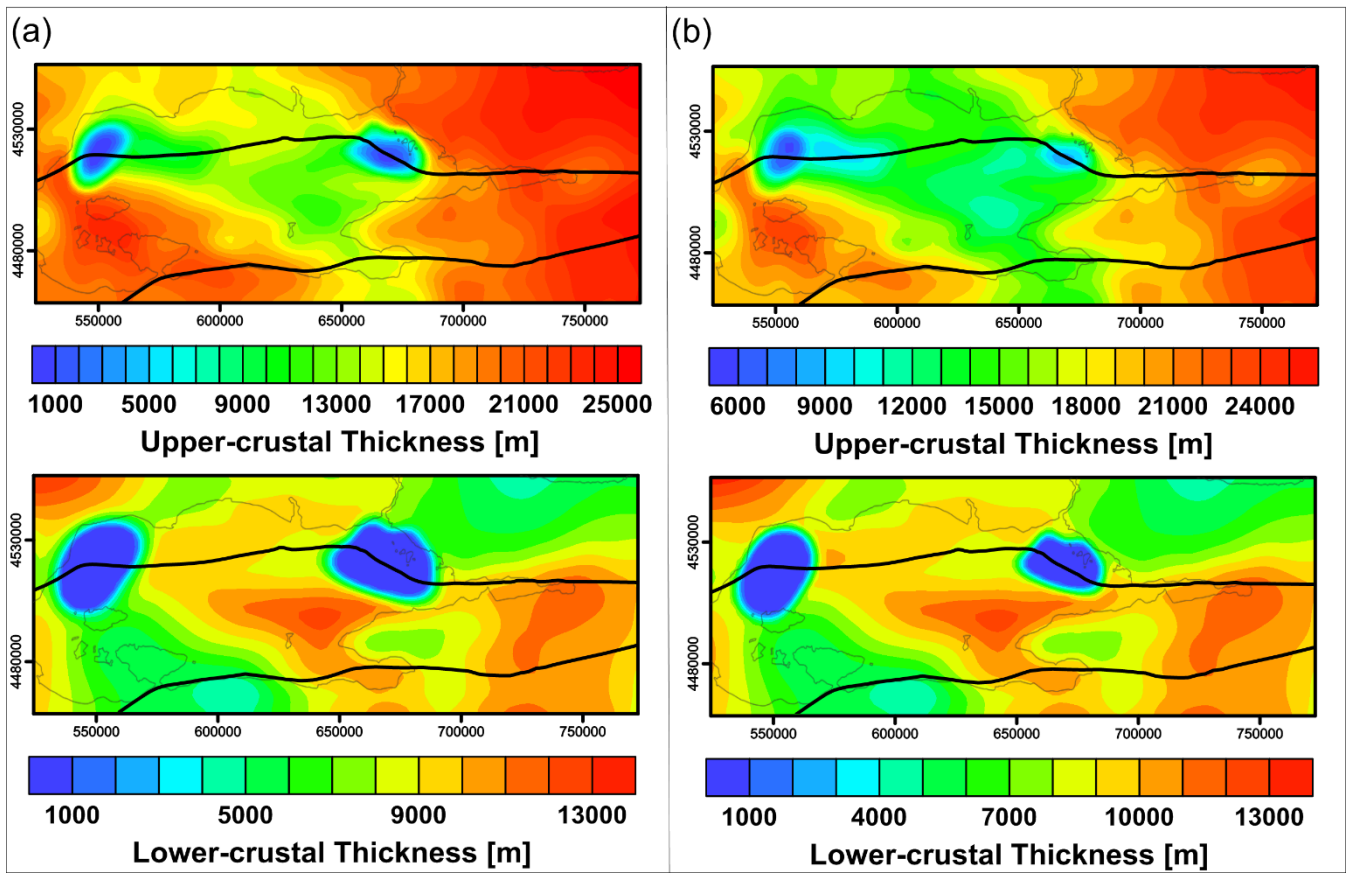 (a)
4530000
4480000
550000 600000 650000 700000 750000
1000 5000 9000 13000 17000 21000 25000
Upper-crustal Thickness [m]
4530000
4480000
550000 600000 650000 700000 750000
1000 5000 9000 13000
Lower-crustal Thickness [m]
(b)
4530000
4480000
550000 600000 650000 700000 750000
6000 9000 12000 15000 18000 21000 24000
Upper-crustal Thickness [m]
4530000
4480000
550000 600000 650000 700000 750000
1000 4000 7000 10000 13000
Lower-crustal Thickness [m]